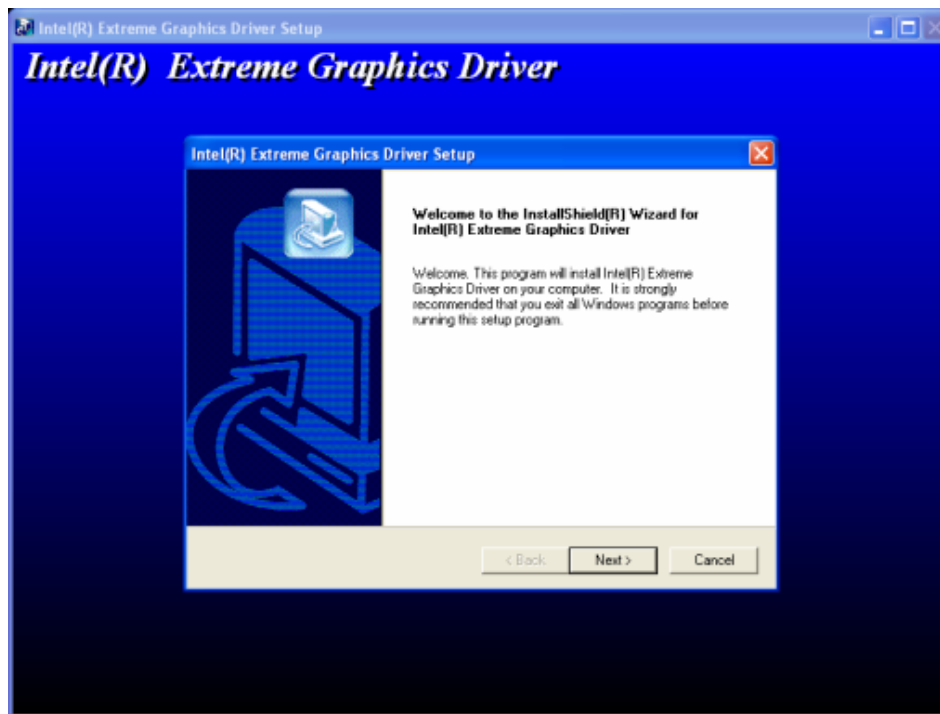 Intel(R) Extreme Graphics Driver Setup
Intel(R) Extreme Graphics Driver
Intel(R) Extreme Graphics Driver Setup
Welcome to the InstallShield(R) Wizard for
Intel(R) Extreme Graphics Driver
Welcome. This program will install Intel(R) Extreme
Graphics Driver on your computer. It is strongly
recommended that you exit all Windows programs before
running this setup program.
< Back Next > Cancel